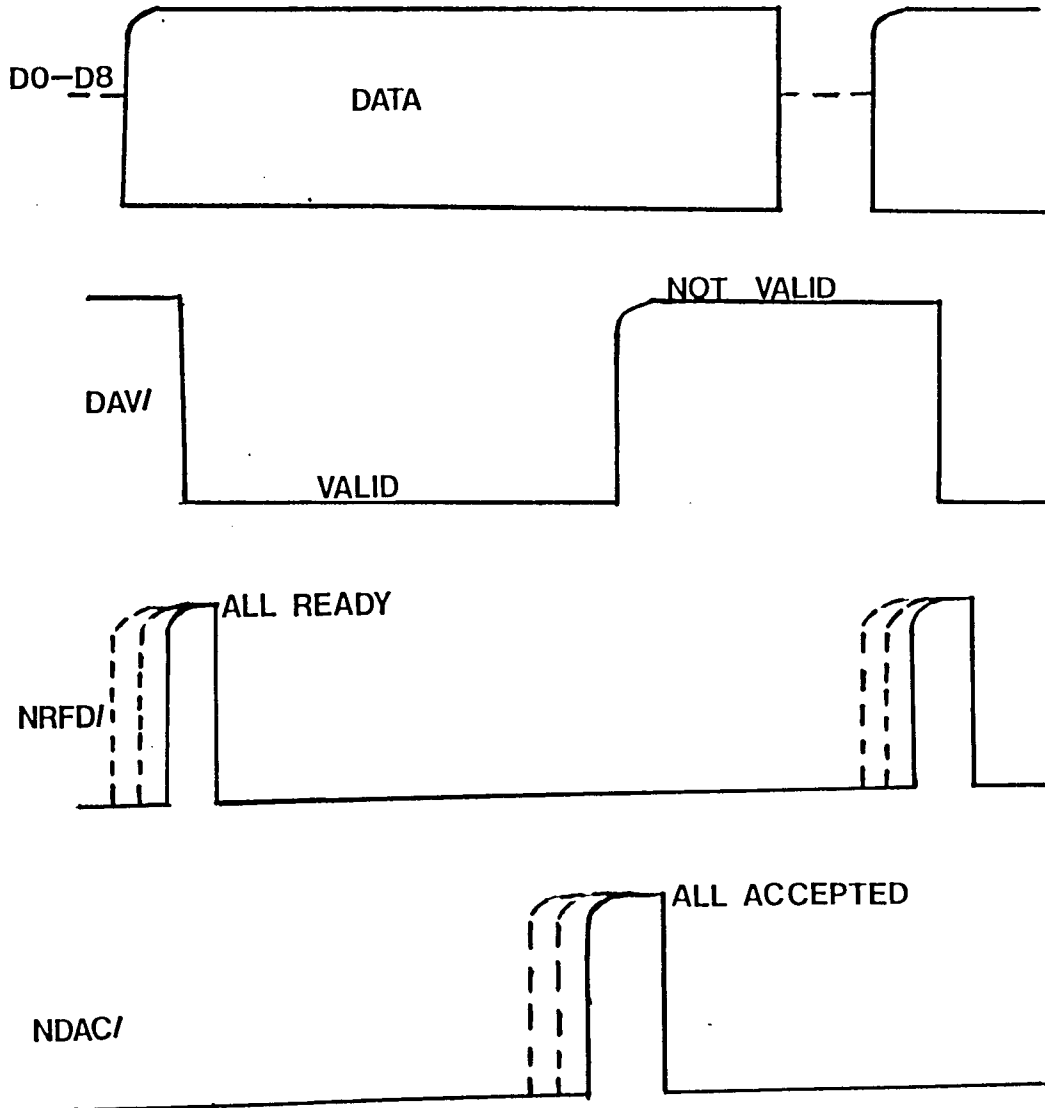 D0-D8
DATA
NOT VALID
DAV/
VALID
ALL READY
NRFD/
ALL ACCEPTED
NDAC/